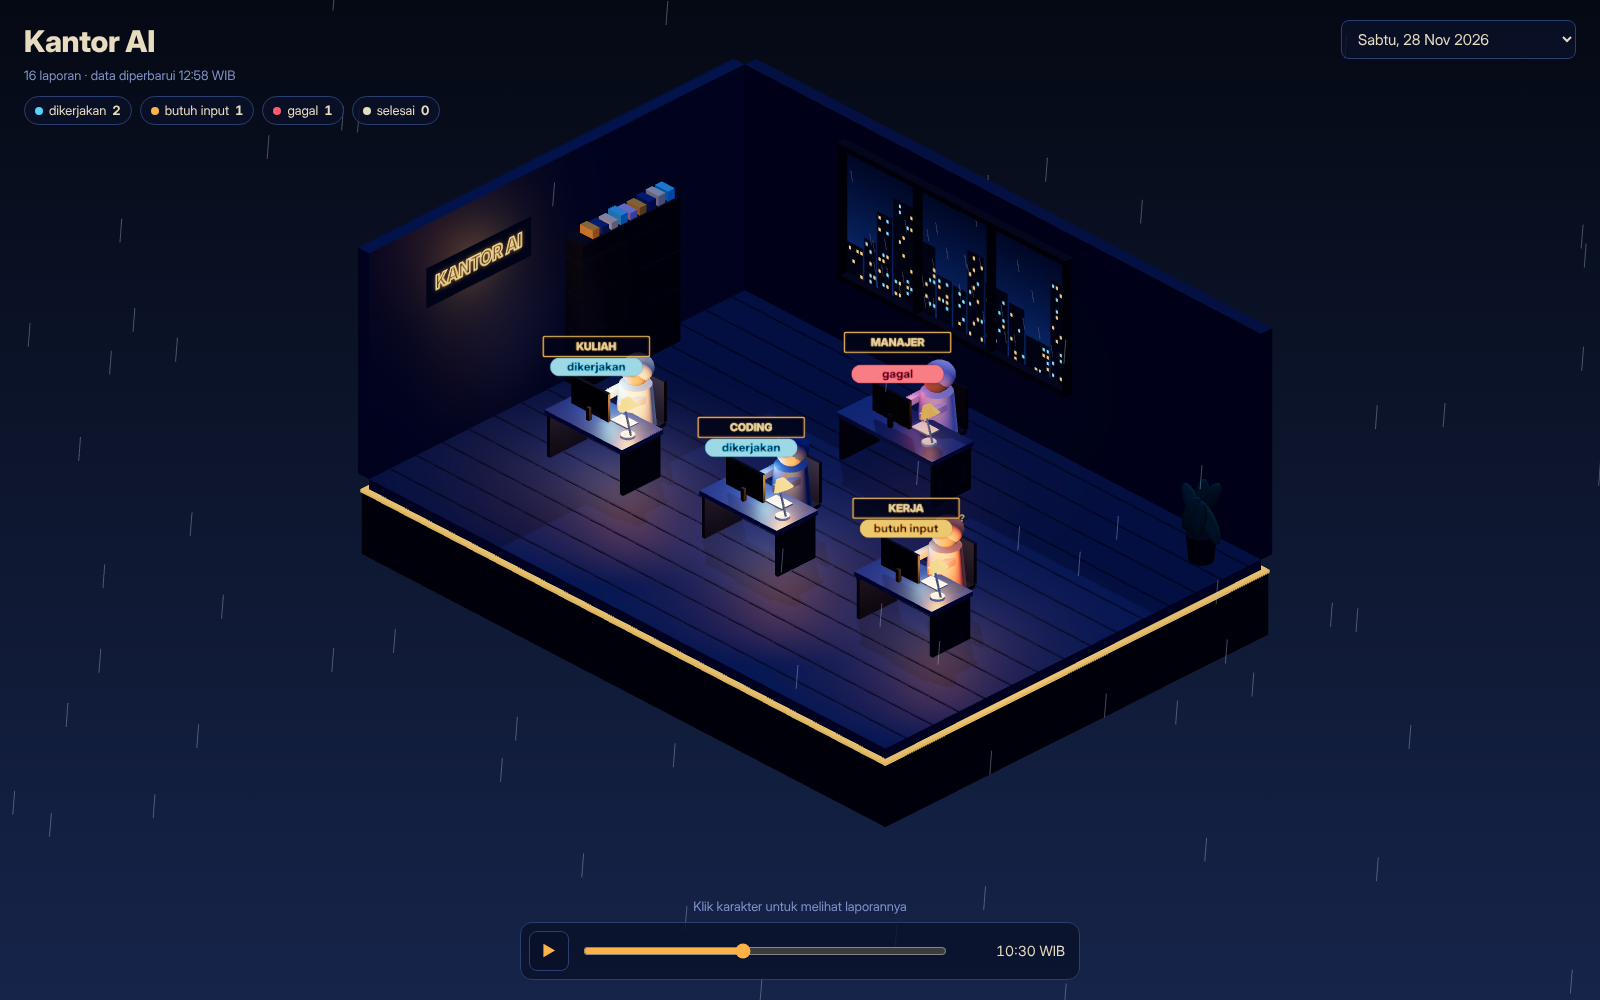 Kantor AI
16 laporan · data diperbarui 12:58 WIB
dikerjakan 2
butuh input 1
gagal 1
selesai 0
Sabtu, 28 Nov 2026
KANTOR AI
KULIAH
dikerjakan
MANAJER
gagal
CODING
dikerjakan
KERJA
?
butuh input
Klik karakter untuk melihat laporannya
10:30 WIB